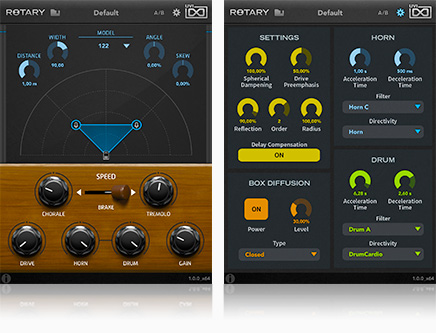 ROTARY
Default
A/B
UVI
MODEL
122
WIDTH
90,00
DISTANCE
1,00 m
ANGLE
0,00%
SKEW
0,00%
SPEED
BRAKE
CHORALE
TREMOLO
DRIVE
HORN
DRUM
GAIN
1.0.0_x64
ROTARY
Default
A/B
UVI
SETTINGS
100,00%
50,00%
Spherical
Dampening
Drive
Preemphasis
90,00%
2
100,00%
Reflection
Order
Radius
Delay Compensation
ON
BOX DIFFUSION
ON
30.00%
Power
Level
Type
Closed
HORN
1,00 s
500 ms
Acceleration
Time
Deceleration
Time
Filter
Horn C
Directivity
Horn
DRUM
6,28 s
2,60 s
Acceleration
Time
Deceleration
Time
Filter
Drum A
Directivity
DrumCardio
1.0.0_x64